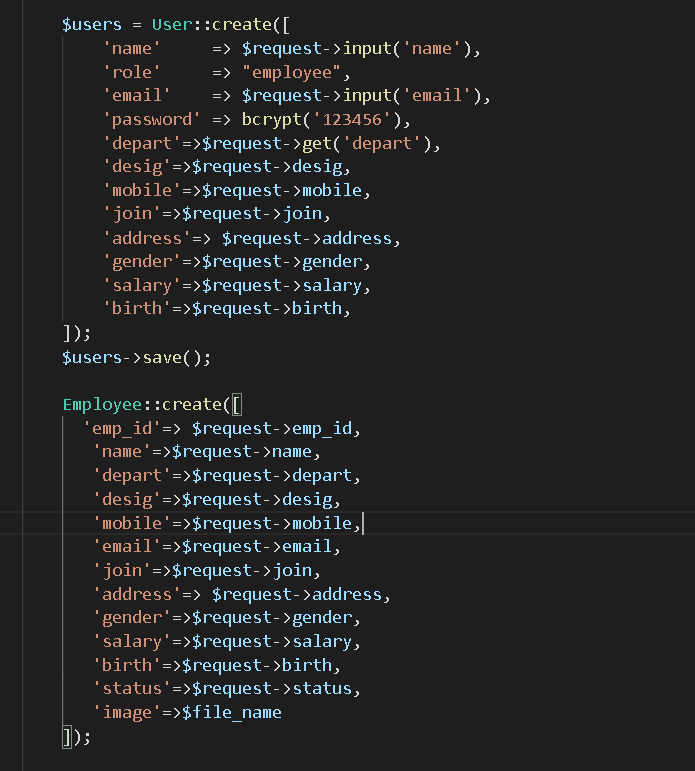 $users = User::create([
'name'     => $request->input('name'),
'role'     => "employee",
'email'    => $request->input('email'),
'password' => bcrypt('123456'),
'depart'=>$request->get('depart'),
'desig'=>$request->desig,
'mobile'=>$request->mobile,
'join'=>$request->join,
'address'=> $request->address,
'gender'=>$request->gender,
'salary'=>$request->salary,
'birth'=>$request->birth,
]);
$users->save();
Employee::create([
'emp_id'=> $request->emp_id,
'name'=>$request->name,
'depart'=>$request->depart,
'desig'=>$request->desig,
'mobile'=>$request->mobile,
'email'=>$request->email,
'join'=>$request->join,
'address'=> $request->address,
'gender'=>$request->gender,
'salary'=>$request->salary,
'birth'=>$request->birth,
'status'=>$request->status,
'image'=>$file_name
]);